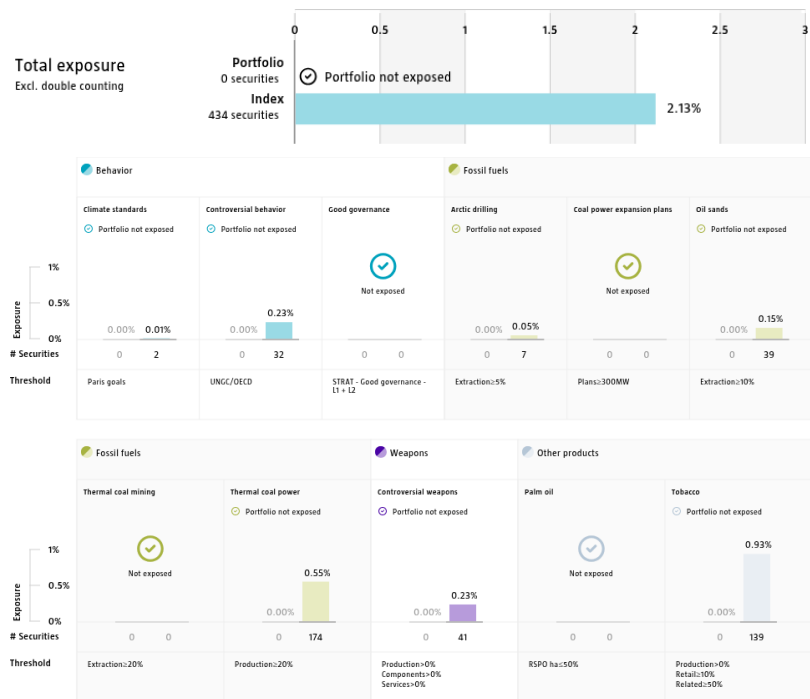 0 0.5 1 1.5 2 2.5 3
Total exposure
Excl. double counting
Portfolio
0 securities
Portfolio not exposed
Index
434 securities
2.13%
Behavior
Fossil fuels
Climate standards
Controversial behavior
Good governance
Arctic drilling
Coal power expansion plans
Oil sands
Portfolio not exposed
Portfolio not exposed
Portfolio not exposed
Portfolio not exposed
Not exposed
Not exposed
Exposure
1%
0.5%
0%
0.00% 0.01%
0.00% 0.23%
0.00% 0.05%
0.00% 0.15%
# Securities
0 2
0 32
0 0
0 7
0 0
0 39
Threshold
Paris goals
UNGC/OECD
STRAT - Good governance -
L1 + L2
Extraction≥5%
Plans≥300MW
Extraction≥10%
Fossil fuels
Weapons
Other products
Thermal coal mining
Thermal coal power
Controversial weapons
Palm oil
Tobacco
Portfolio not exposed
Portfolio not exposed
Portfolio not exposed
Not exposed
Not exposed
Exposure
1%
0.5%
0%
0.00% 0.55%
0.00% 0.23%
0.00% 0.93%
# Securities
0 0
0 174
0 41
0 0
0 139
Threshold
Extraction≥20%
Production≥20%
Production>0%
Components>0%
Services>0%
RSPO ha≤50%
Production>0%
Retail≥10%
Related≥50%